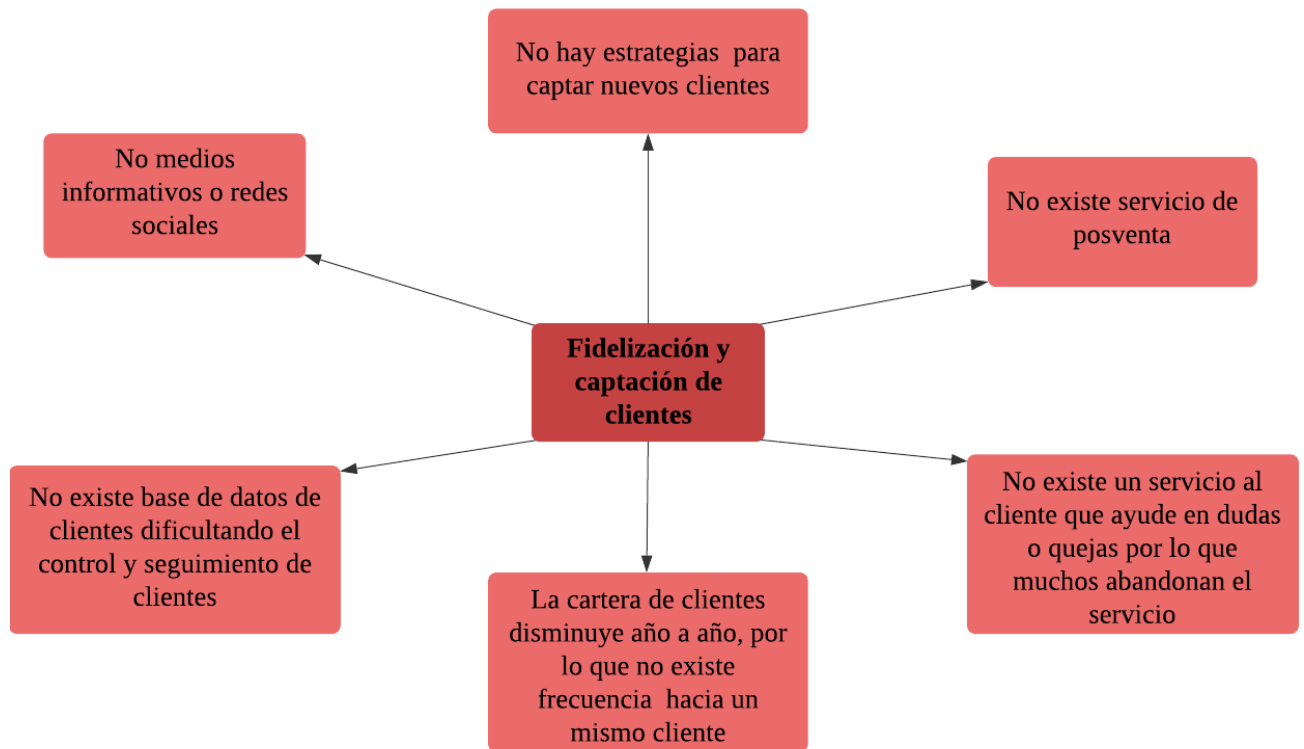 No hay estrategias  para
captar nuevos clientes
No medios
informativos o redes
sociales
No existe servicio de
posventa
Fidelización y
captación de
clientes
No existe base de datos de
clientes dificultando el
control y seguimiento de
clientes
La cartera de clientes
disminuye año a año, por
lo que no existe
frecuencia  hacia un
mismo cliente
No existe un servicio al
cliente que ayude en dudas
o quejas por lo que
muchos abandonan el
servicio